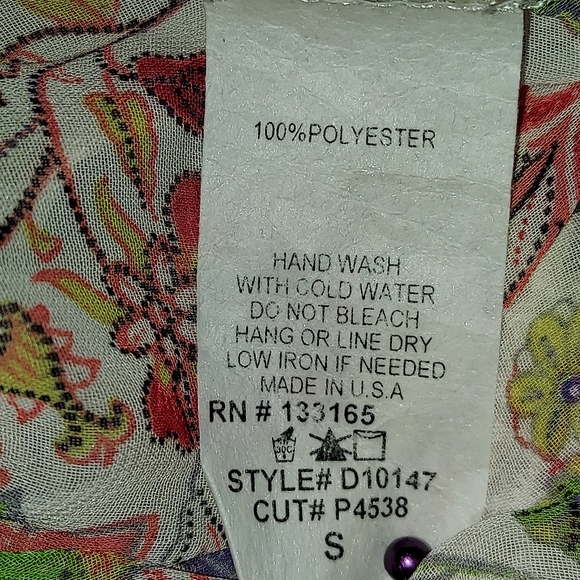 100%POLYESTER
HAND WASH
WITH COLD WATER
DO NOT BLEACH
HANG OR LINE DRY
LOW IRON IF NEEDED
MADE IN U.S.A
RN # 133165
30C
STYLE# D10147
CUT# P4538
S